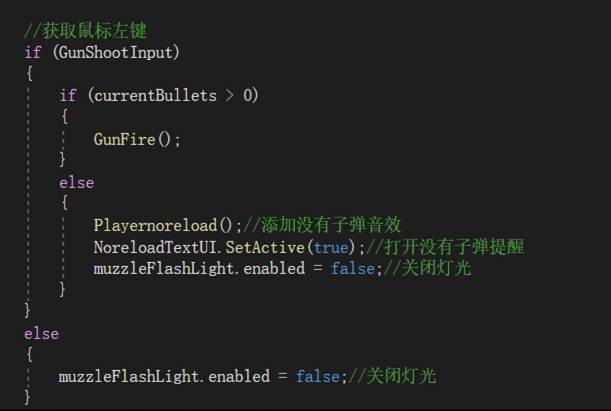 //获取鼠标左键
if (GunShootInput)
{
if (currentBullets > 0)
{
GunFire();
}
else
{
Playernoreload();//添加没有子弹音效
NoreloadTextUI.SetActive(true);//打开没有子弹提醒
muzzleFlashLight.enabled = false;//关闭灯光
}
}
else
{
muzzleFlashLight.enabled = false;//关闭灯光
}